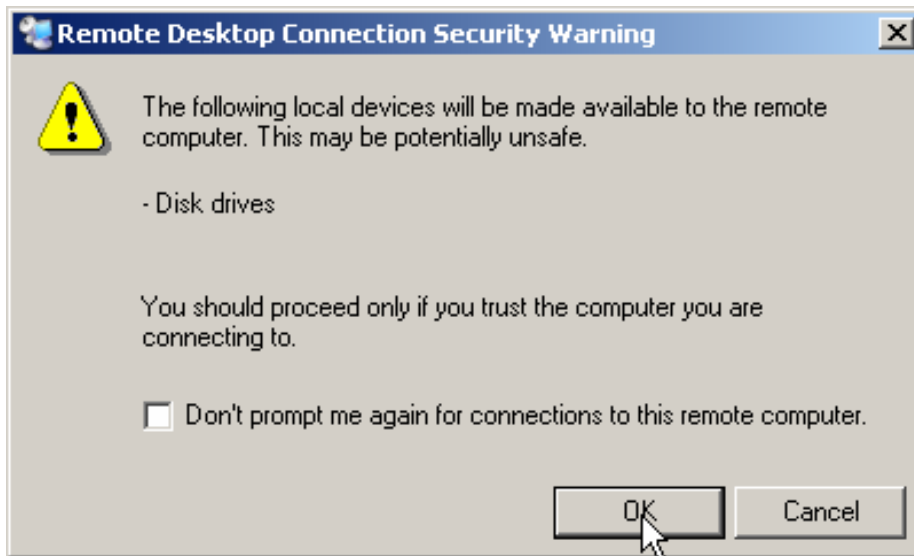 Remote Desktop Connection Security Warning
The following local devices will be made available to the remote
computer. This may be potentially unsafe.
- Disk drives
You should proceed only if you trust the computer you are
connecting to.
Don't prompt me again for connections to this remote computer.
OK Cancel